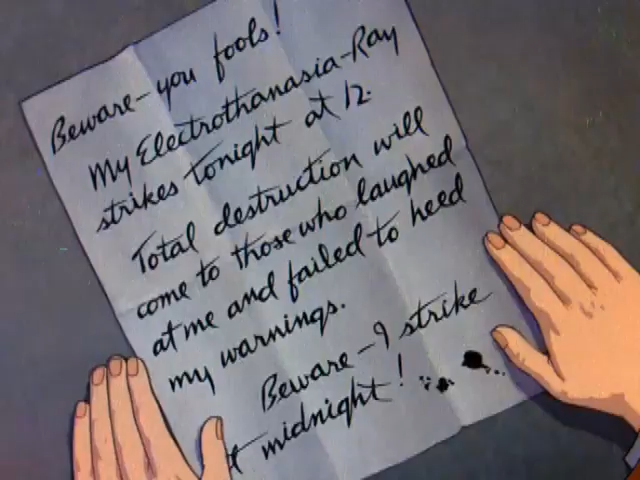 Beware-you fools!
My Electrothanasia-Ray
strikes tonight at 12.
Total destruction will
come to those who laughed
at me and failed to heed
my warnings.
Beware-I strike
at midnight!